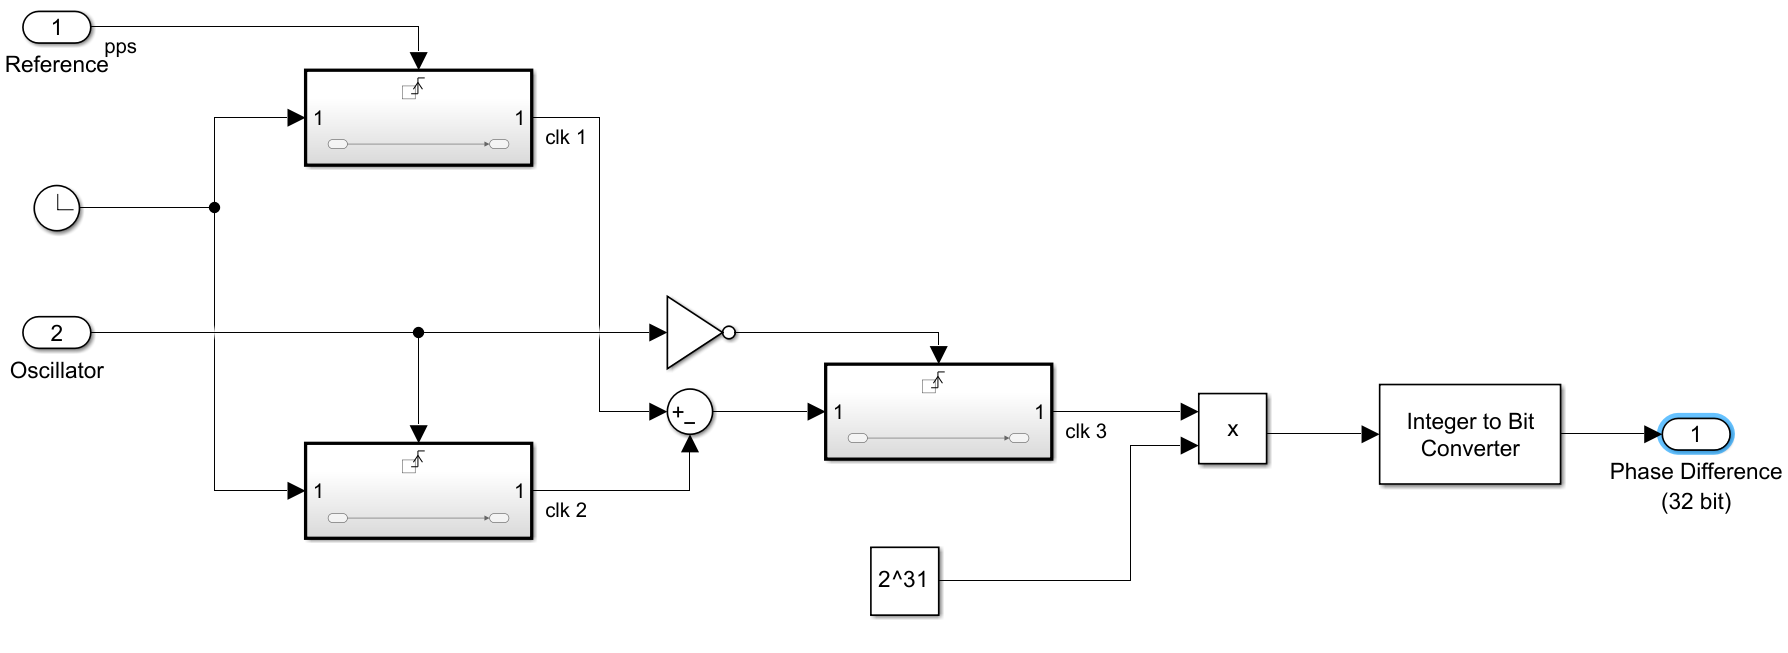 1
pps
Reference
1
1
clk 1
2
Oscillator
+
−
1
1
clk 2
1
1
clk 3
x
2^31
Integer to Bit
Converter
1
Phase Difference
(32 bit)